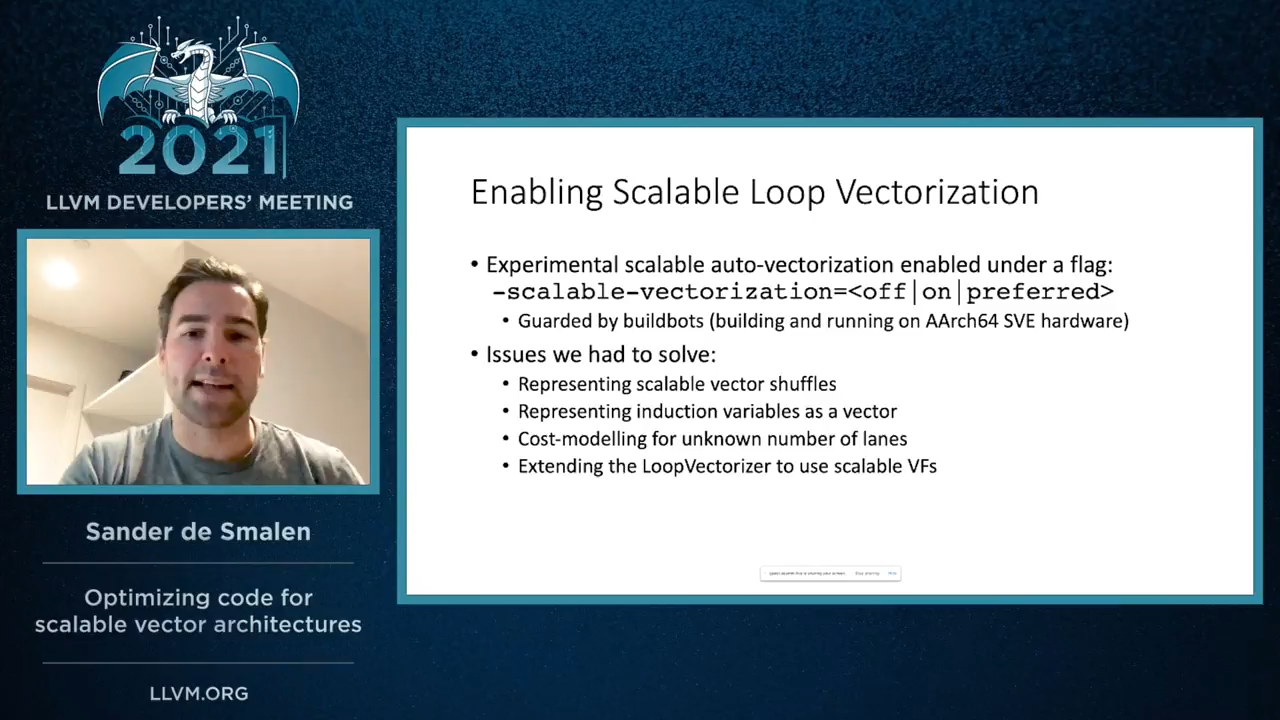 2021
LLVM DEVELOPERS' MEETING
Sander de Smalen
Optimizing code for
scalable vector architectures
LLVM.ORG
Enabling Scalable Loop Vectorization
• Experimental scalable auto-vectorization enabled under a flag:
-scalable-vectorization=<off|on|preferred>
• Guarded by buildbots (building and running on AArch64 SVE hardware)
• Issues we had to solve:
• Representing scalable vector shuffles
• Representing induction variables as a vector
• Cost-modelling for unknown number of lanes
• Extending the LoopVectorizer to use scalable VFs
Stop sharing
Hide